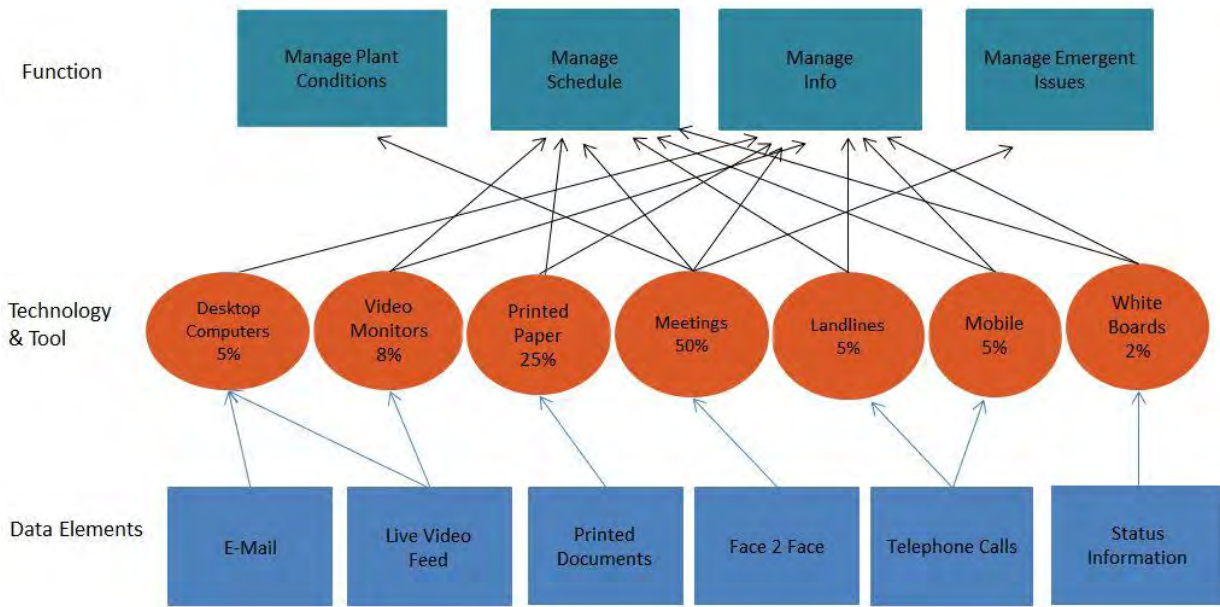 Function
Manage Plant
Conditions
Manage
Schedule
Manage
Info
Manage Emergent
Issues
Technology
& Tool
Desktop
Computers
5%
Video
Monitors
8%
Printed
Paper
25%
Meetings
50%
Landlines
5%
Mobile
5%
White
Boards
2%
Data Elements
E-Mail
Live Video
Feed
Printed
Documents
Face 2 Face
Telephone Calls
Status
Information